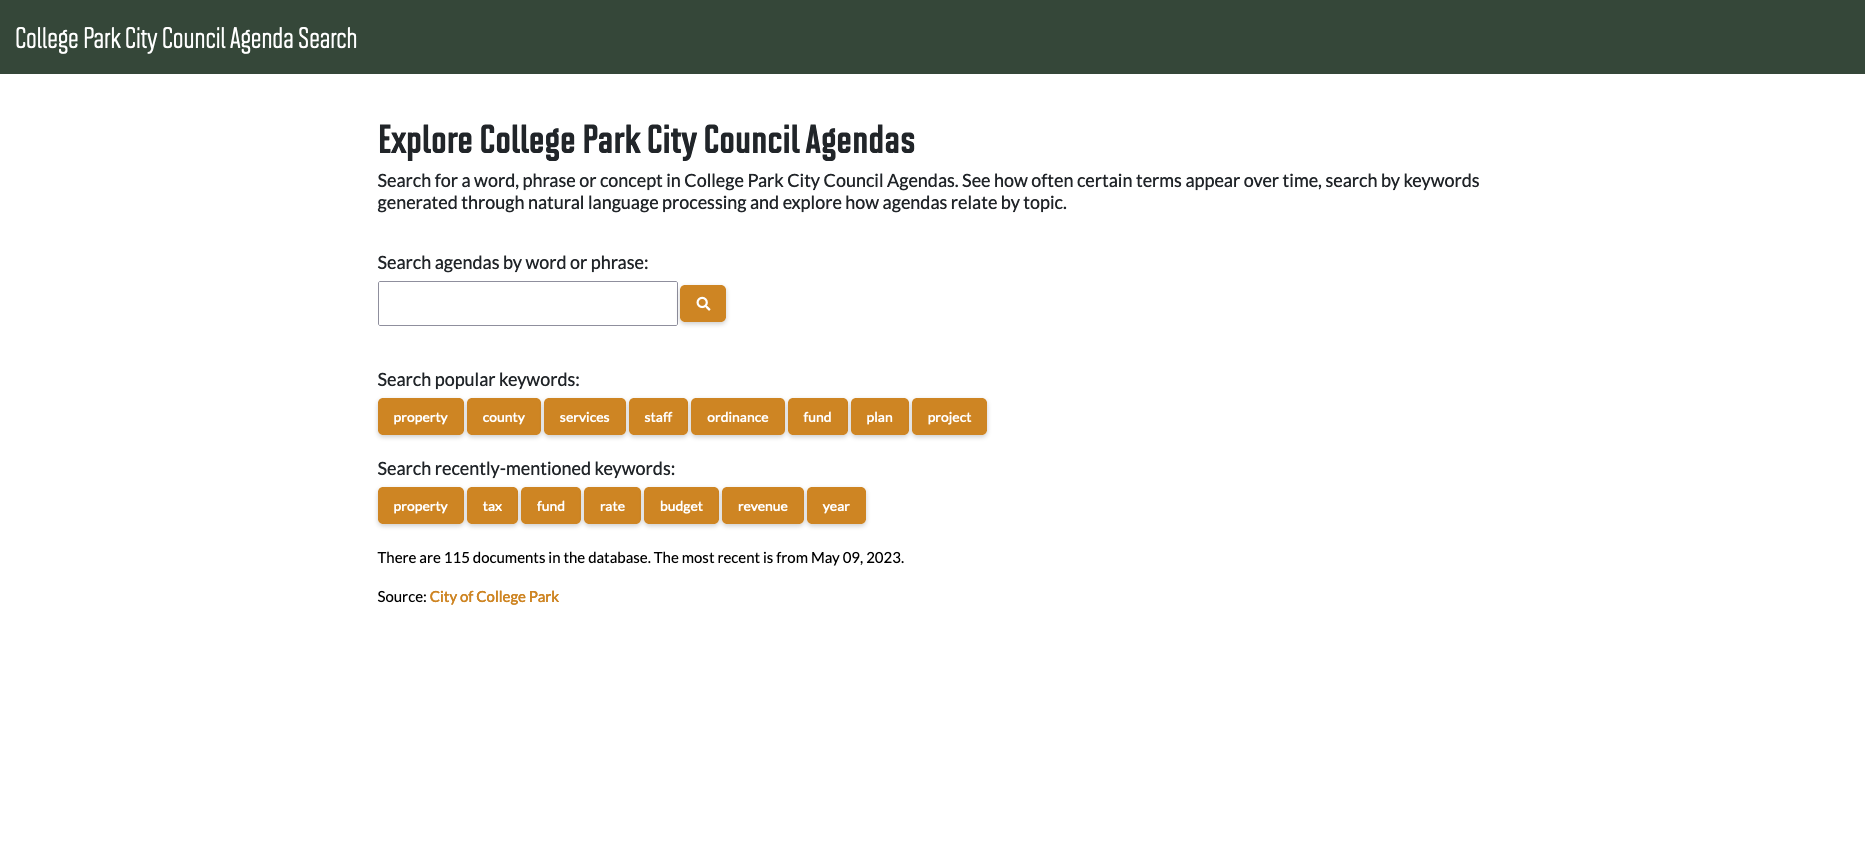 College Park City Council Agenda Search
Explore College Park City Council Agendas
Search for a word, phrase or concept in College Park City Council Agendas. See how often certain terms appear over time, search by keywords
generated through natural language processing and explore how agendas relate by topic.
Search agendas by word or phrase:
Search popular keywords:
property county services staff ordinance fund plan project
Search recently-mentioned keywords:
property tax fund rate budget revenue year
There are 115 documents in the database. The most recent is from May 09, 2023.
Source: City of College Park